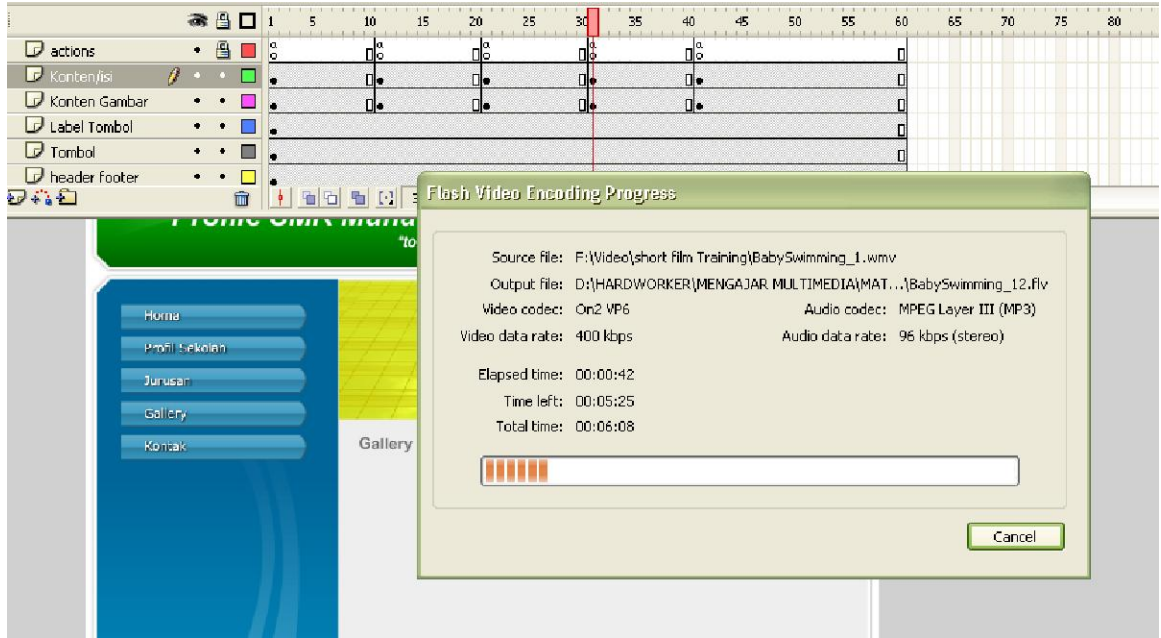 1 5 10 15 20 25 30 35 40 45 50 55 60 65 70 75 80
actions
Konten/isi
Konten Gambar
Label Tombol
Tombol
header footer
"to
Flash Video Encoding Progress
Source file: F:\Video\short film Training\BabySwimming_1.wmv
Output file: D:\HARDWORKER\MENGAJAR MULTIMEDIA\MAT...\BabySwimming_12.flv
Video codec: On2 VP6 Audio codec: MPEG Layer III (MP3)
Video data rate: 400 kbps Audio data rate: 96 kbps (stereo)
Elapsed time: 00:00:42
Time left: 00:05:25
Total time: 00:06:08
Cancel
Home
Profil Sekolah
Jurusan
Gallery
Kontak
Gallery